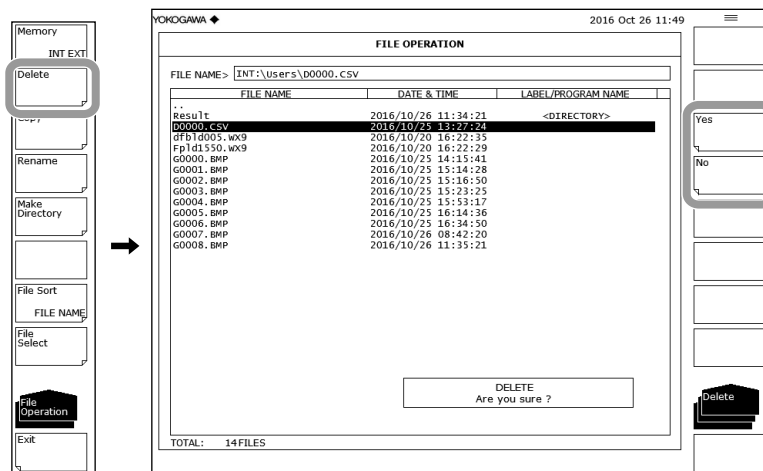 Memory
INT EXT
Delete
Copy
Rename
Make
Directory
File Sort
FILE NAME
File
Select
File
Operation
Exit
YOKOGAWA
2016 Oct 26 11:49
FILE OPERATION
FILE NAME> INT:\Users\D0000.CSV
FILE NAME DATE & TIME LABEL/PROGRAM NAME
..
Result 2016/10/26 11:34:21 <DIRECTORY>
D0000.CSV 2016/10/25 13:27:24
dfbld005.WX9 2016/10/20 16:22:35
Fpld1550.WX9 2016/10/20 16:22:29
G0000.BMP 2016/10/25 14:15:41
G0001.BMP 2016/10/25 15:14:28
G0002.BMP 2016/10/25 15:16:50
G0003.BMP 2016/10/25 15:23:25
G0004.BMP 2016/10/25 15:53:17
G0005.BMP 2016/10/25 16:14:36
G0006.BMP 2016/10/25 16:34:50
G0007.BMP 2016/10/26 08:42:20
G0008.BMP 2016/10/26 11:35:21
DELETE
Are you sure ?
TOTAL: 14FILES
Yes
No
Delete